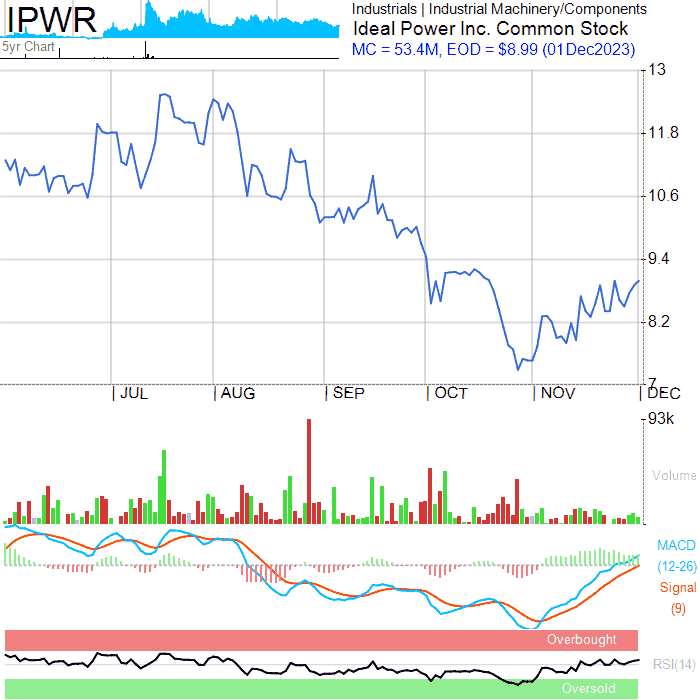 IPWR
Industrials | Industrial Machinery/Components
Ideal Power Inc. Common Stock
5yr Chart
MC = 53.4M, EOD = $8.99 (01Dec2023)
13
11.8
10.6
9.4
8.2
7
| JUL | AUG | SEP | OCT | NOV | DEC
93k
Volume
MACD
(12-26)
Signal
(9)
Overbought
RSI(14)
Oversold